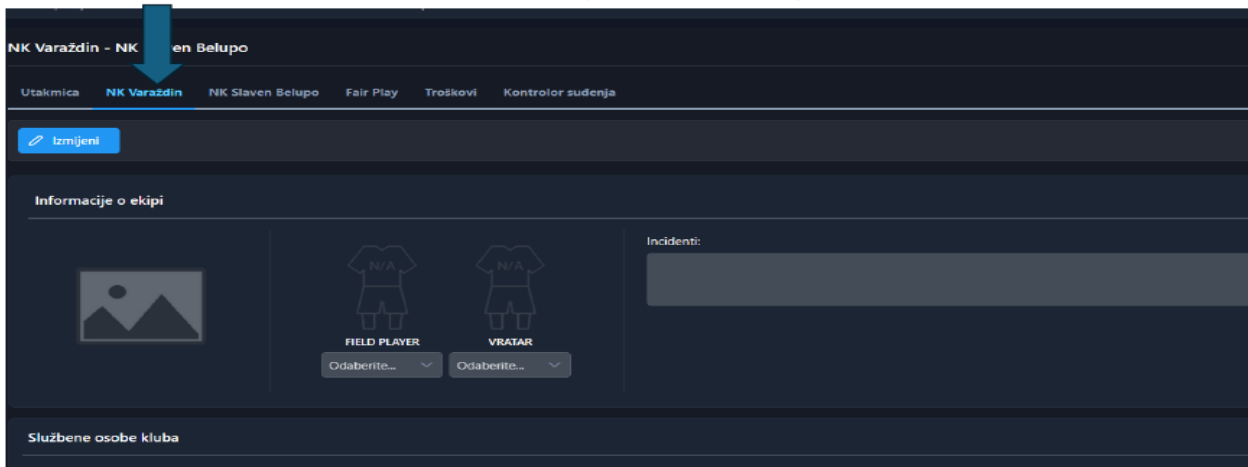 NK Varaždin - NK en Belupo
Utakmica NK Varaždin NK Slaven Belupo Fair Play Troškovi Kontrolor suđenja
Izmijeni
Informacije o ekipi
Incidenti:
N/A N/A
FIELD PLAYER VRATAR
Odaberite... Odaberite...
Službene osobe kluba